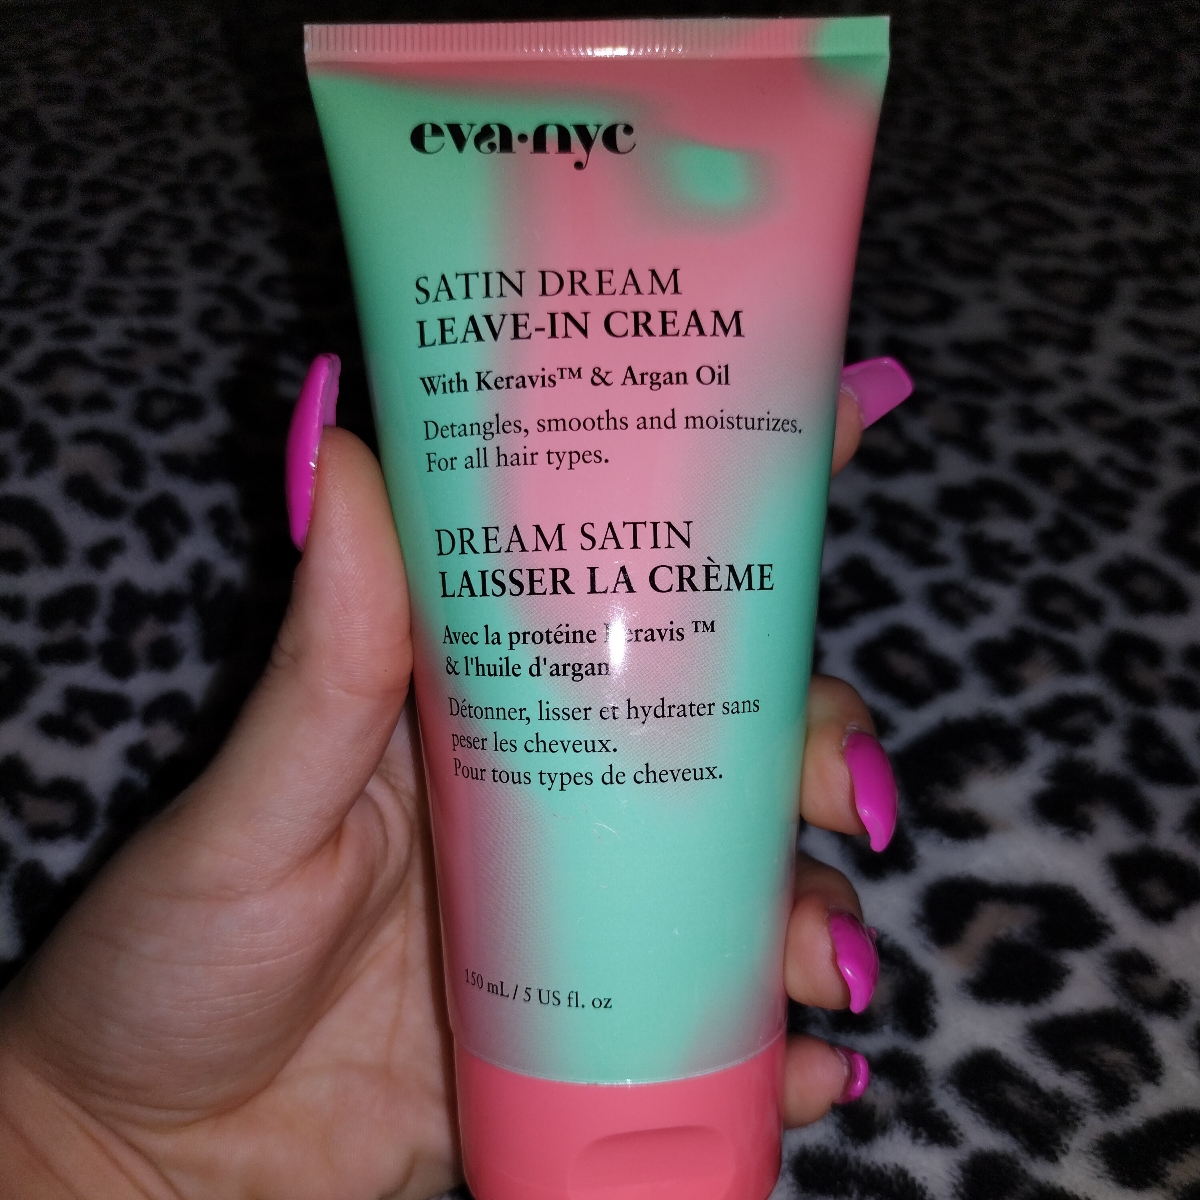 eva·nyc
SATIN DREAM
LEAVE-IN CREAM
With Keravis™ & Argan Oil
Detangles, smooths and moisturizes.
For all hair types.
DREAM SATIN
LAISSER LA CRÈME
Avec la protéine Keravis ™
& l'huile d'argan
Détonner, lisser et hydrater sans
peser les cheveux.
Pour tous types de cheveux.
150 mL / 5 US fl. oz